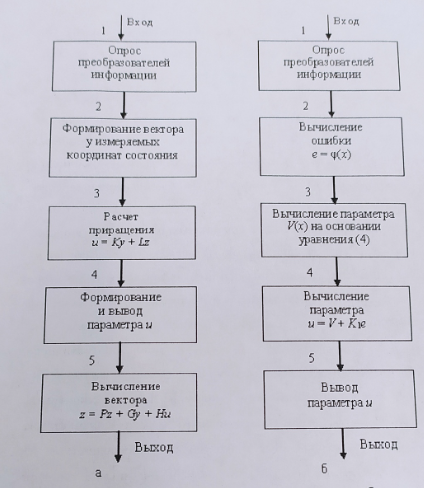 Вход
1
Опрос
преобразователей
информации
2
Формирование вектора
y измеряемых
координат состояния
3
Расчет
приращения
u = Ky + Lz
4
Формирование
и вывод
параметра u
5
Вычисление
вектора
z = Pz + Gy + Hu
Выход
а
Вход
1
Опрос
преобразователей
информации
2
Вычисление
ошибки
e = φ(x)
3
Вычисление параметра
V(x) на основании
уравнения (4)
4
Вычисление
параметра
u = V + K₁e
5
Вывод
параметра u
Выход
б